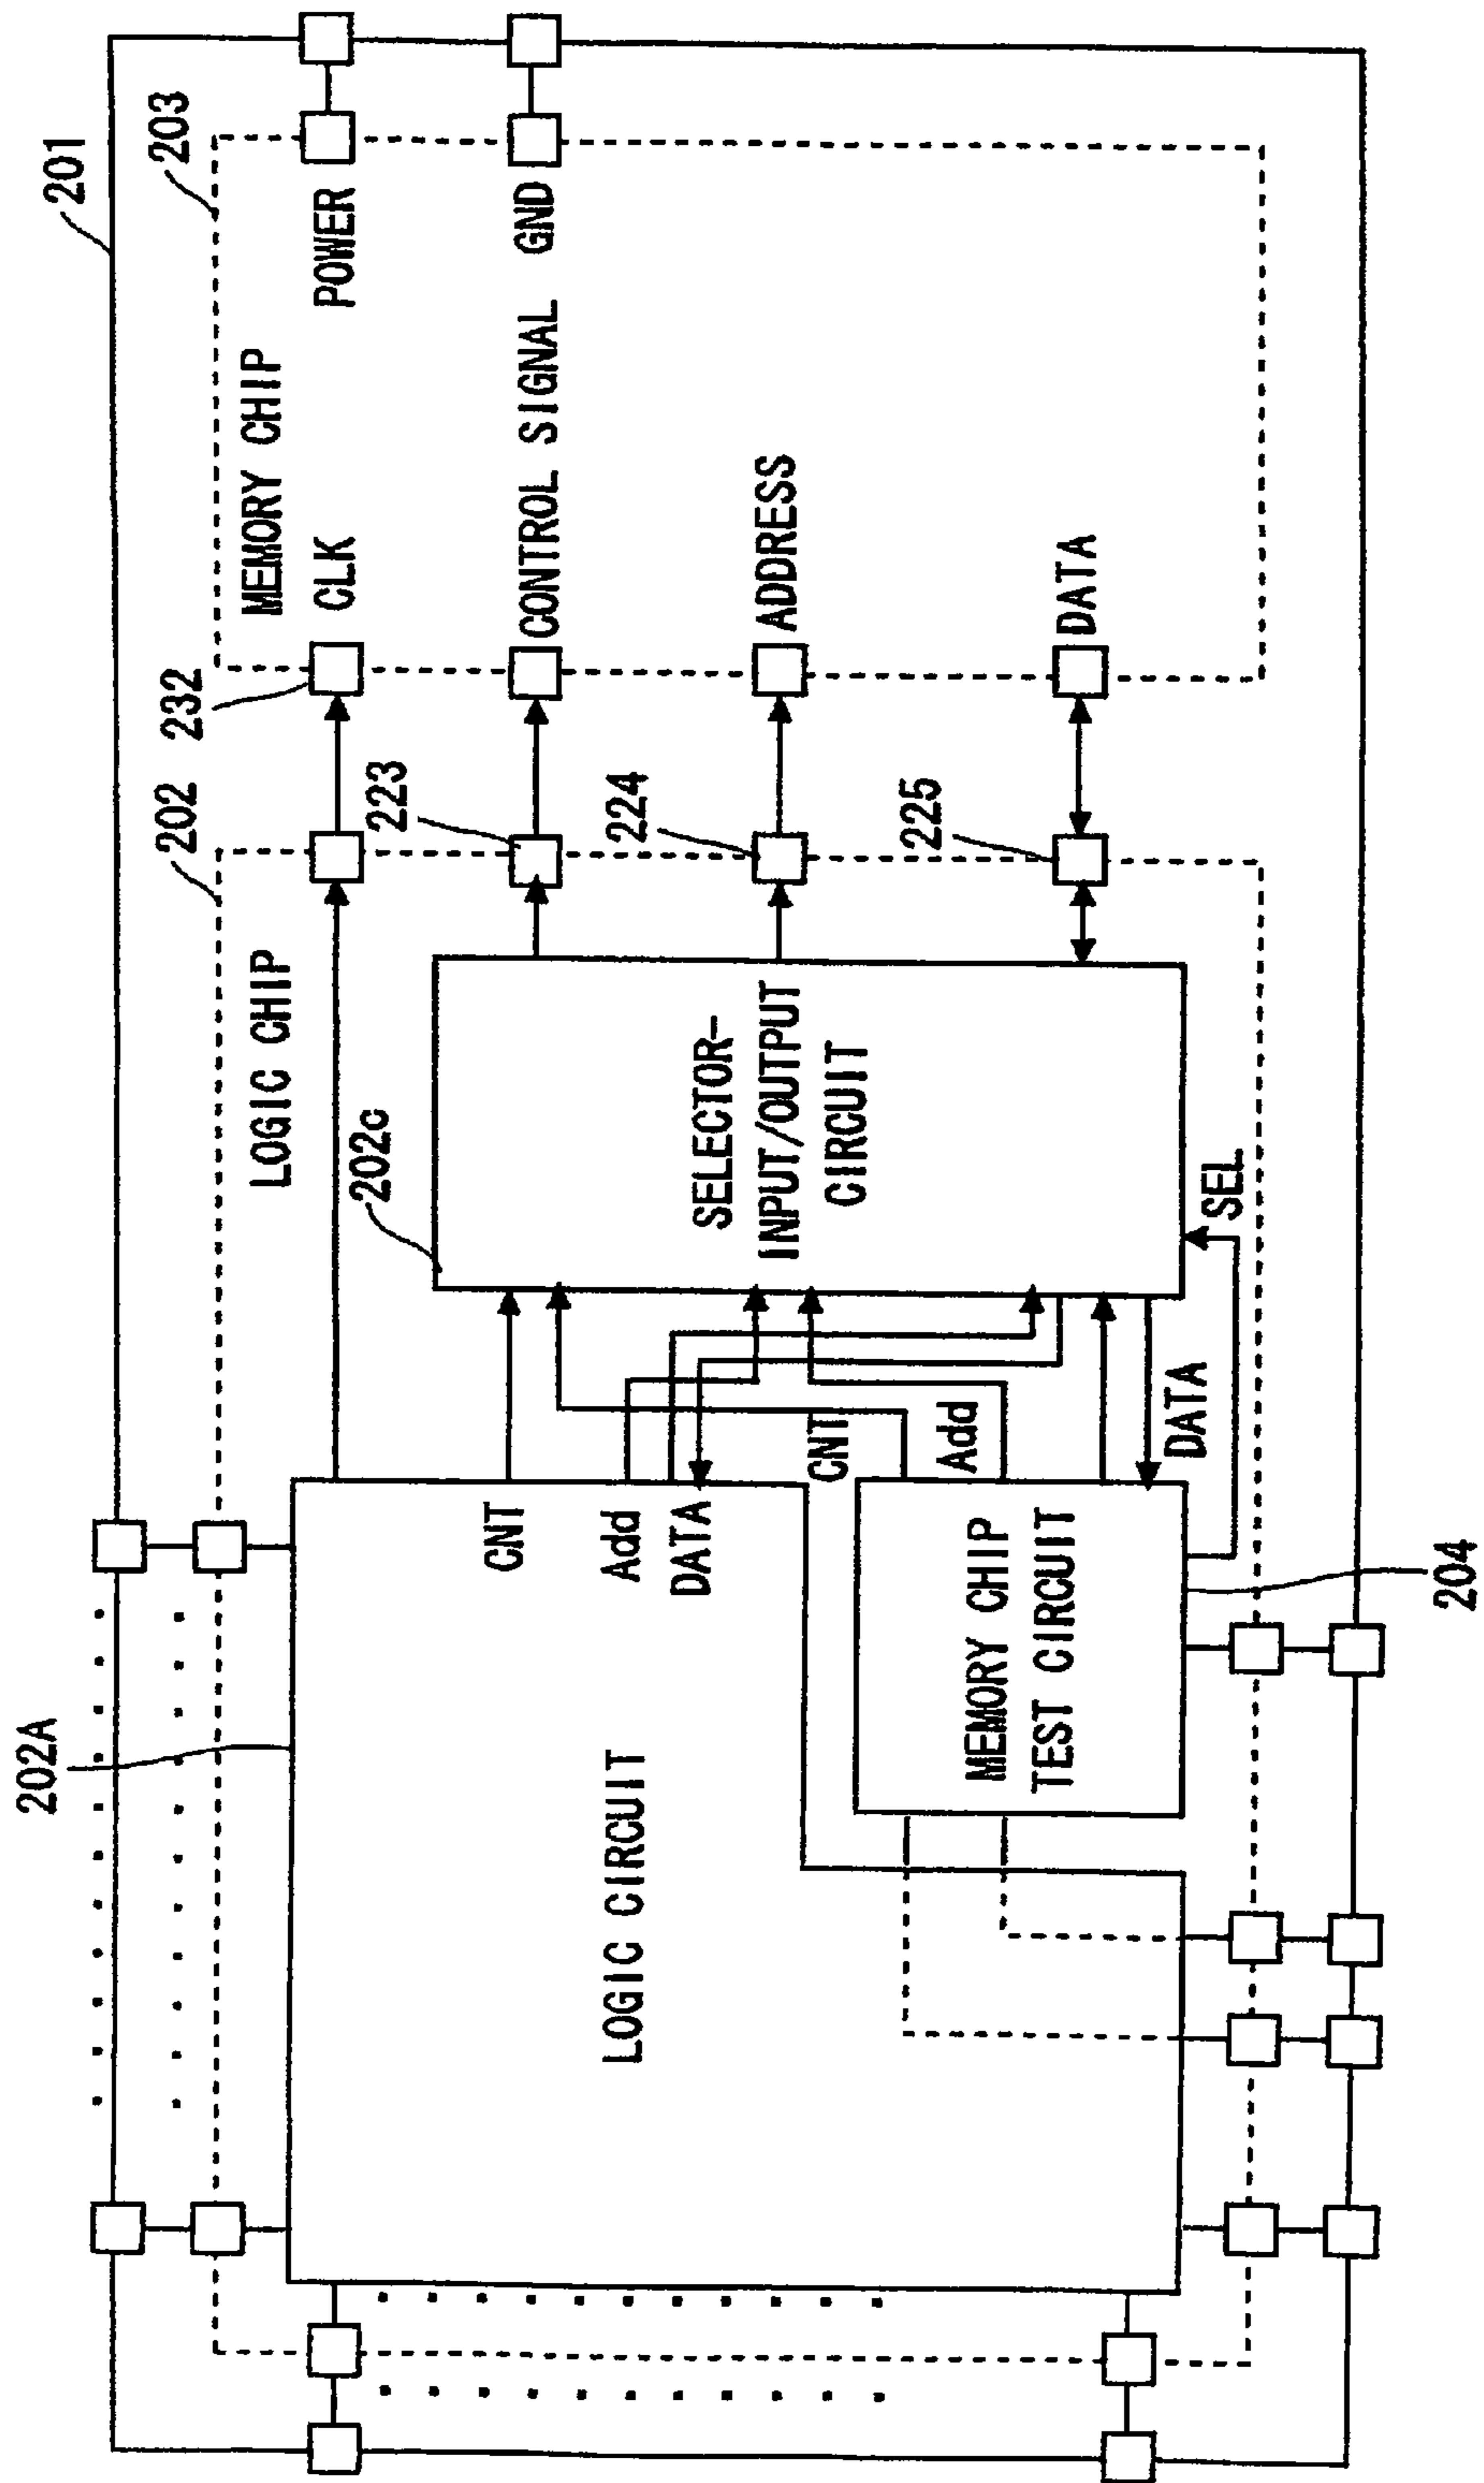 201
203
202
232
202A
LOGIC CHIP
MEMORY CHIP
CLK
POWER
202c
223
CNT
CONTROL SIGNAL
GND
LOGIC CIRCUIT
Add
DATA
SELECTOR-
INPUT/OUTPUT
CIRCUIT
224
ADDRESS
CNT
Add
225
DATA
MEMORY CHIP
TEST CIRCUIT
DATA
SEL
204